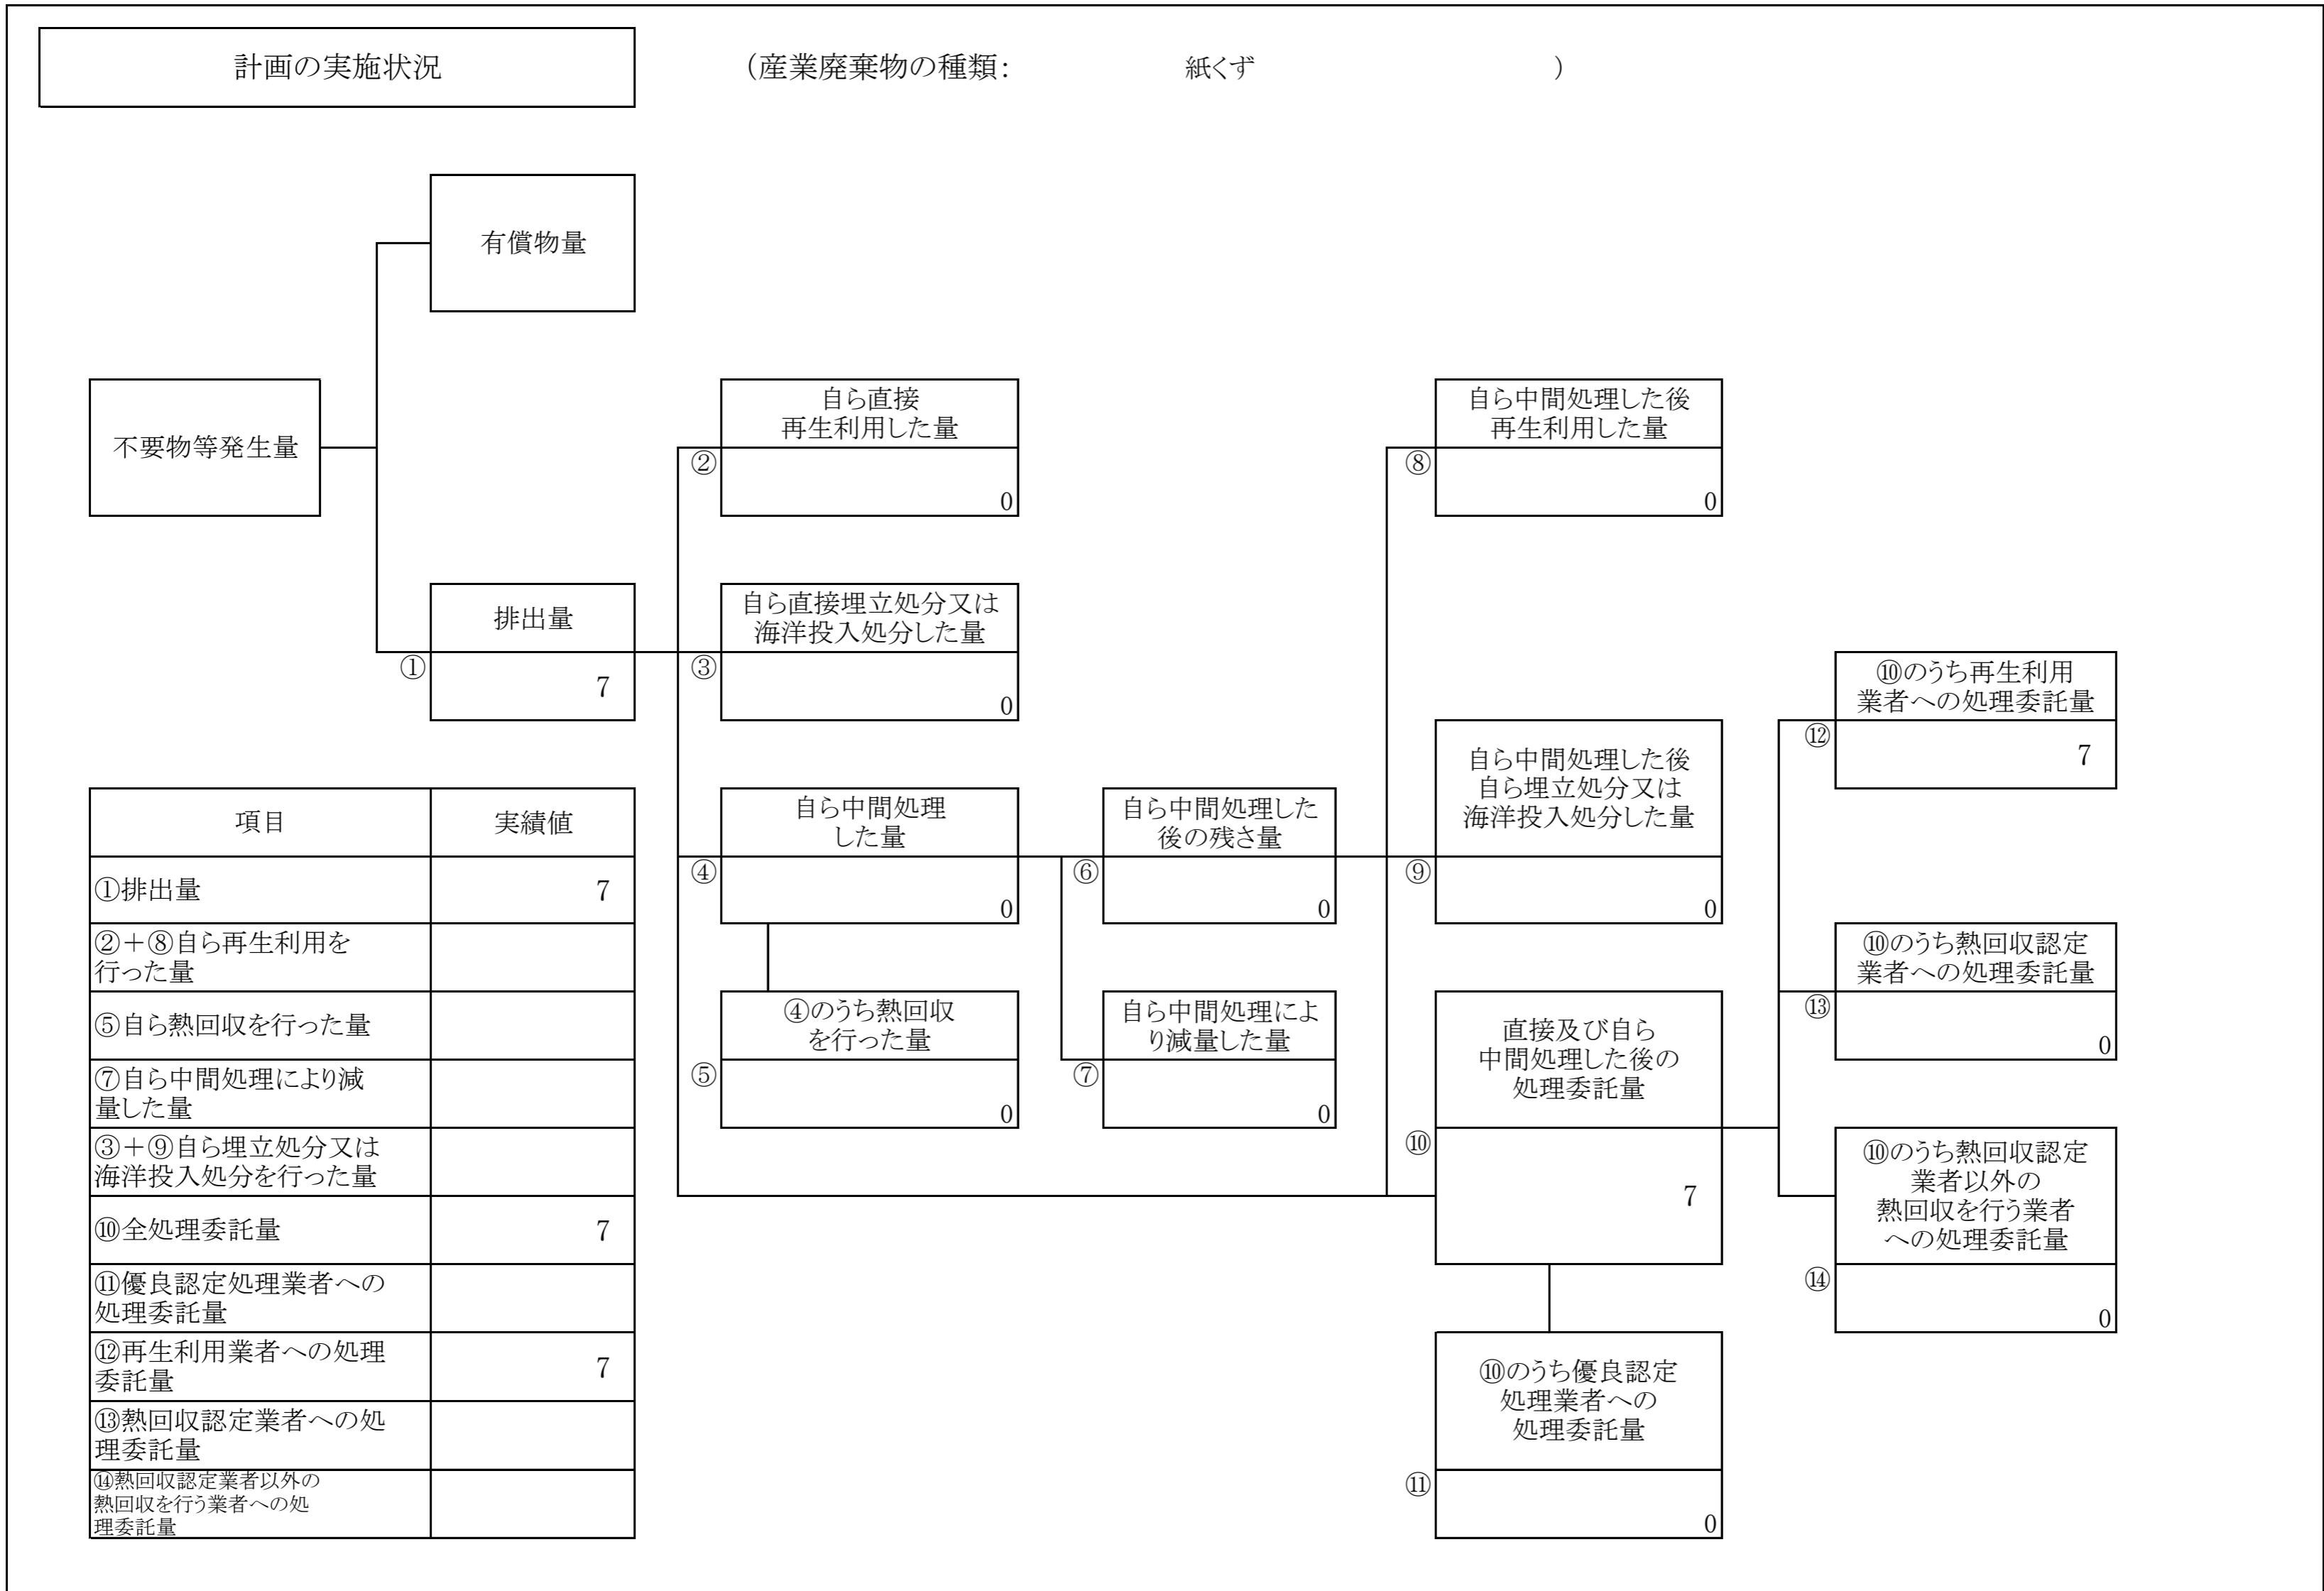 計画の実施状況
（産業廃棄物の種類： 紙くず ）
有償物量
不要物等発生量
自ら直接
再生利用した量
②
0
自ら中間処理した後
再生利用した量
⑧
0
排出量
①
7
自ら直接埋立処分又は
海洋投入処分した量
③
0
⑩のうち再生利用
業者への処理委託量
⑫
7
自ら中間処理した後
自ら埋立処分又は
海洋投入処分した量
⑨
0
自ら中間処理
した量
④
0
自ら中間処理した
後の残さ量
⑥
0
⑩のうち熱回収認定
業者への処理委託量
⑬
0
④のうち熱回収
を行った量
⑤
0
自ら中間処理によ
り減量した量
⑦
0
直接及び自ら
中間処理した後の
処理委託量
⑩
7
⑩のうち熱回収認定
業者以外の
熱回収を行う業者
への処理委託量
⑭
0
⑩のうち優良認定
処理業者への
処理委託量
⑪
0
項目 実績値
①排出量 7
②＋⑧自ら再生利用を
行った量
⑤自ら熱回収を行った量
⑦自ら中間処理により減
量した量
③＋⑨自ら埋立処分又は
海洋投入処分を行った量
⑩全処理委託量 7
⑪優良認定処理業者への
処理委託量
⑫再生利用業者への処理
委託量 7
⑬熱回収認定業者への処
理委託量
⑭熱回収認定業者以外の
熱回収を行う業者への処
理委託量